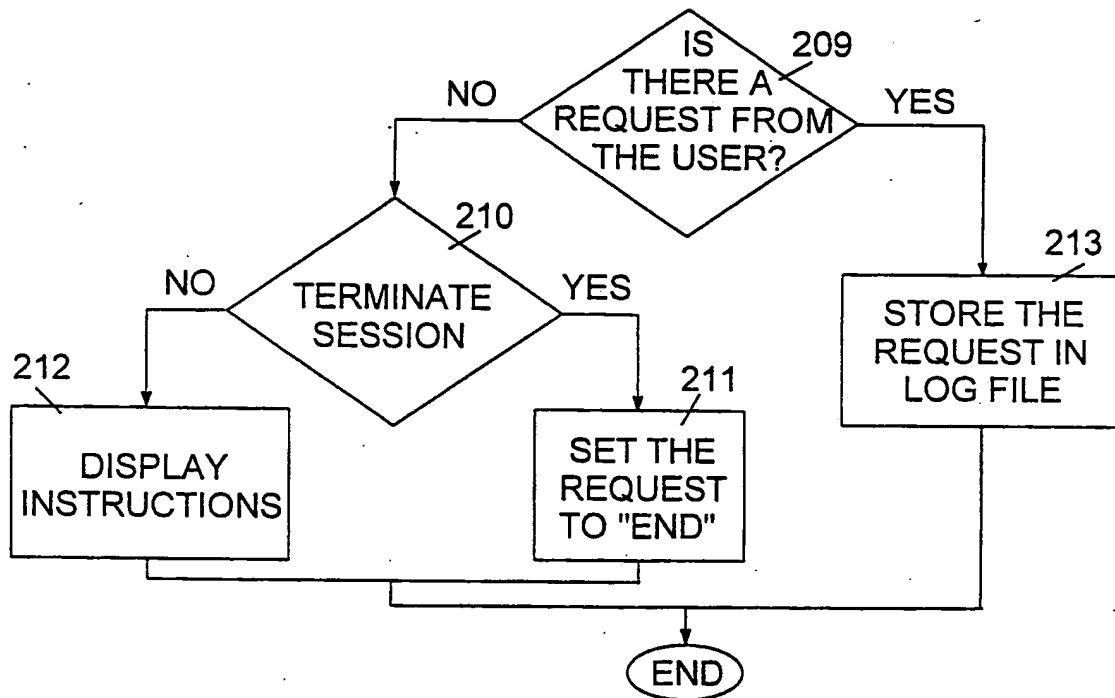 IS
THERE A
REQUEST FROM
THE USER?
209
NO
YES
210
TERMINATE
SESSION
NO
YES
213
STORE THE
REQUEST IN
LOG FILE
212
DISPLAY
INSTRUCTIONS
211
SET THE
REQUEST
TO "END"
END